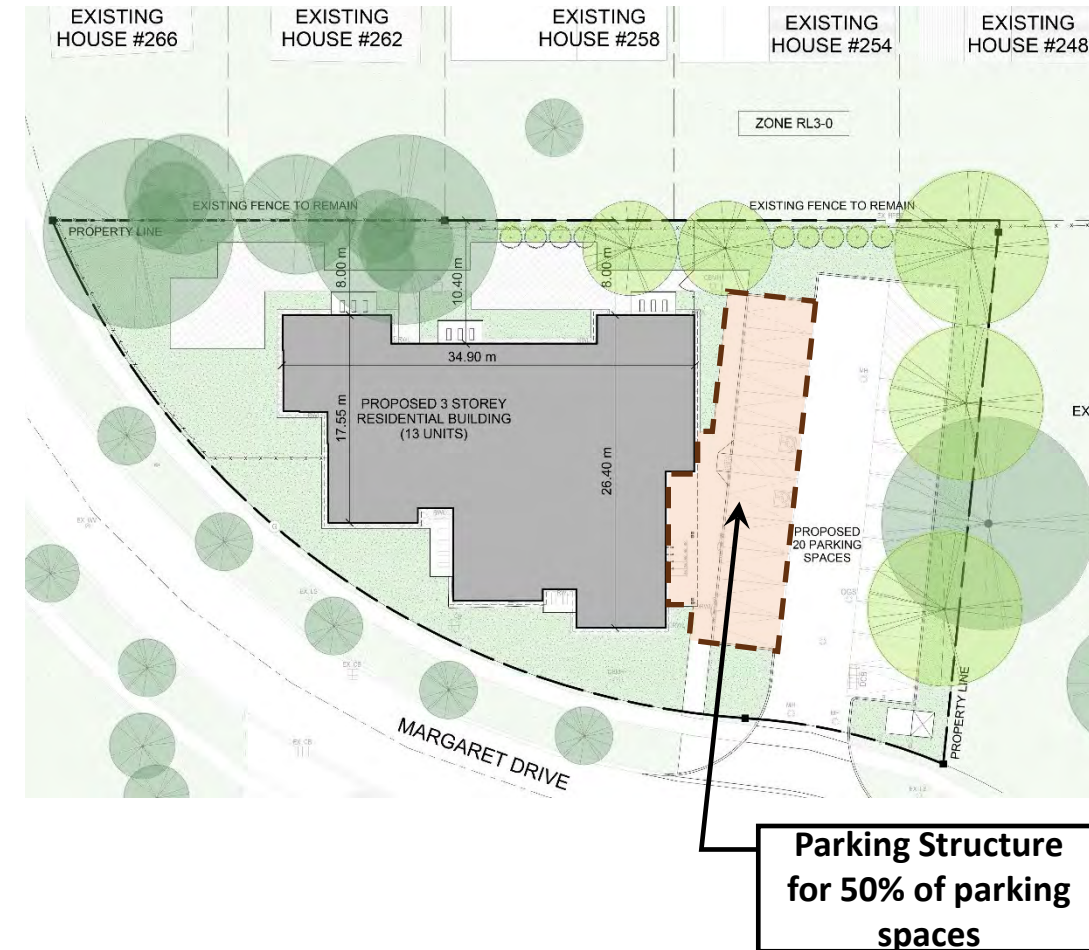 EXISTING
HOUSE #266
EXISTING
HOUSE #262
EXISTING
HOUSE #258
EXISTING
HOUSE #254
EXISTING
HOUSE #248
ZONE RL3-0
EXISTING FENCE TO REMAIN
EXISTING FENCE TO REMAIN
PROPERTY LINE
8.00 m
10.40 m
8.00 m
34.90 m
17.55 m
PROPOSED 3 STOREY
RESIDENTIAL BUILDING
(13 UNITS)
26.40 m
EX
MH
PROPOSED
20 PARKING
SPACES
PROPERTY LINE
MARGARET DRIVE
Parking Structure
for 50% of parking
spaces